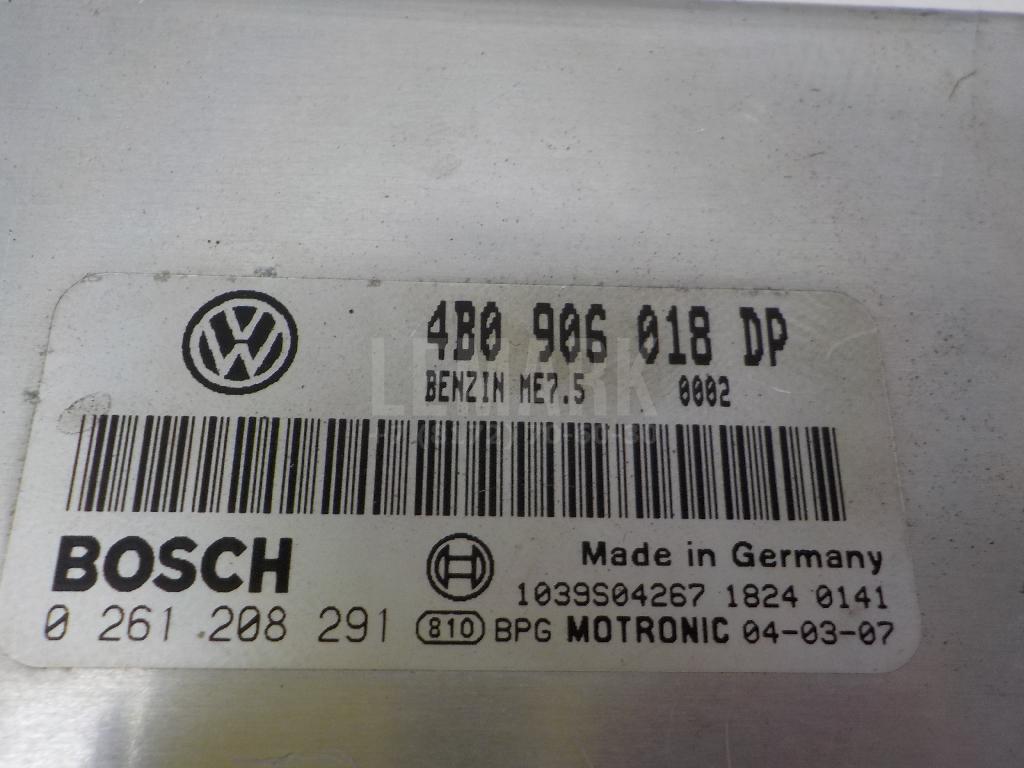 4B0 906 018 DP
BENZIN ME7.5 0002
LEMARK
BOSCH
Made in Germany
1039S04267 1824 0141
0 261 208 291 810 BPG MOTRONIC 04-03-07